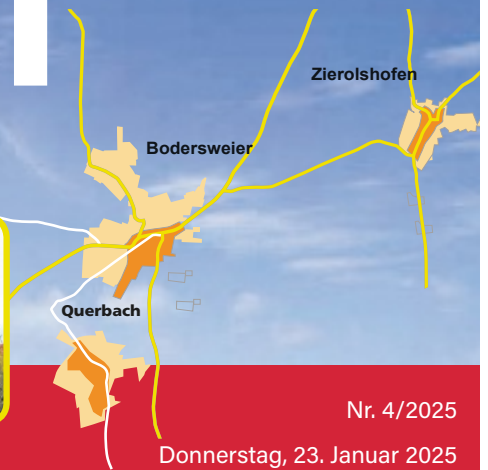 Zierolshofen
Bodersweier
Querbach
Nr. 4/2025
Donnerstag, 23. Januar 2025